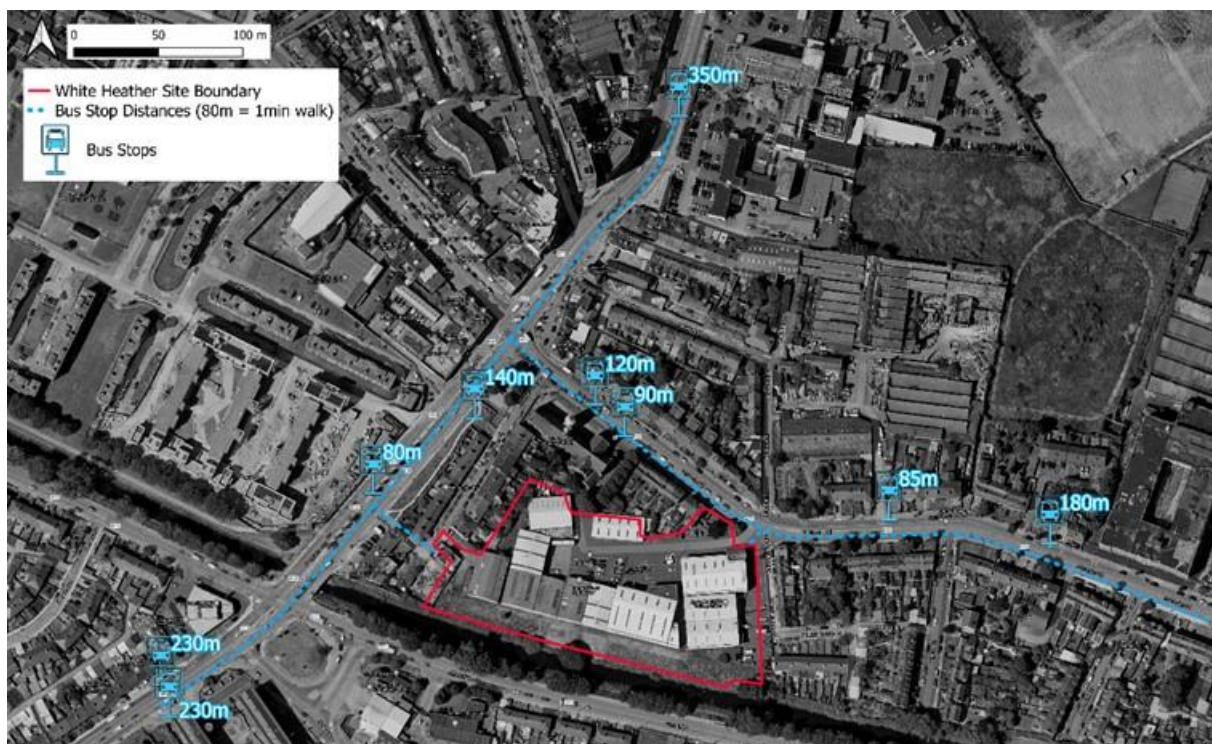 0 50 100 m
White Heather Site Boundary
Bus Stop Distances (80m = 1min walk)
Bus Stops
350m
120m
140m
90m
80m
85m
180m
230m
230m